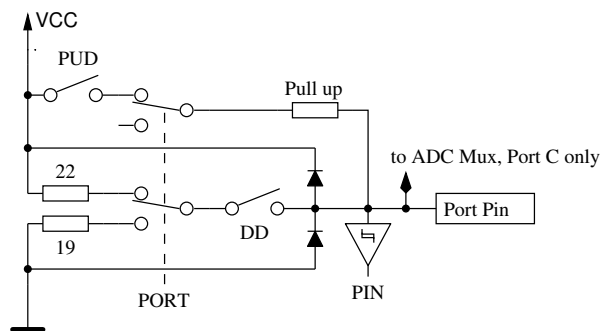 VCC
PUD
Pull up
to ADC Mux, Port C only
22
Port Pin
19
DD
PIN
PORT